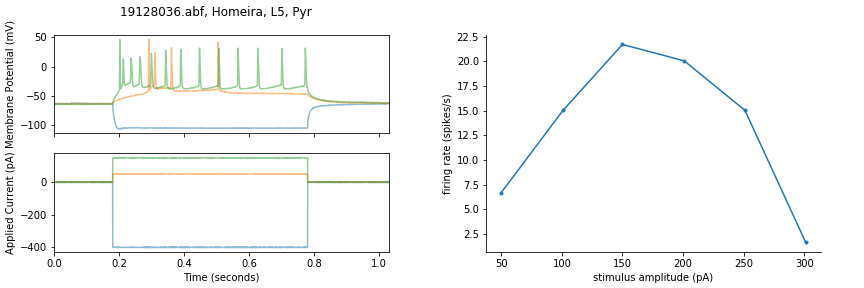 19128036.abf, Homeira, L5, Pyr
Membrane Potential (mV)
50
0
−50
−100
Applied Current (pA)
0
−200
−400
0.0 0.2 0.4 0.6 0.8 1.0
Time (seconds)
firing rate (spikes/s)
22.5
20.0
17.5
15.0
12.5
10.0
7.5
5.0
2.5
50 100 150 200 250 300
stimulus amplitude (pA)